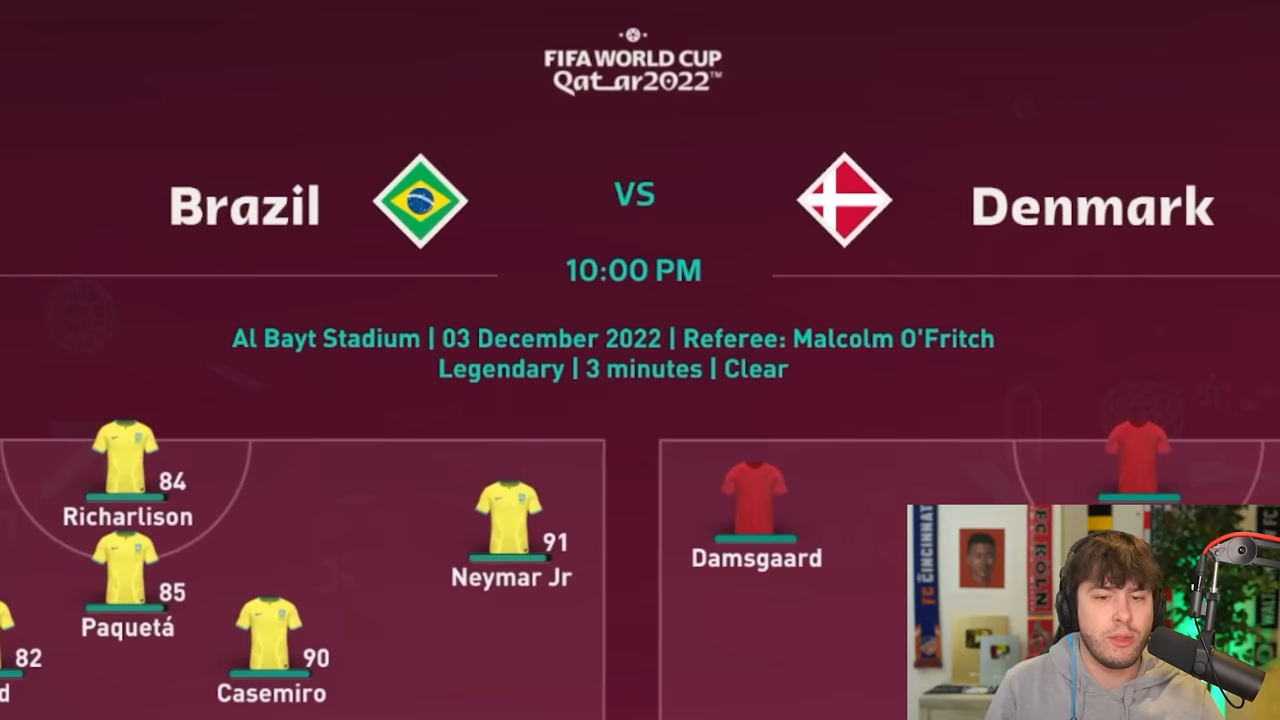 FIFA WORLD CUP
Qatar2022™
Brazil
VS
Denmark
10:00 PM
Al Bayt Stadium | 03 December 2022 | Referee: Malcolm O'Fritch
Legendary | 3 minutes | Clear
84
Richarlison
91
Neymar Jr
Damsgaard
85
Paquetá
82
d
90
Casemiro
FC CINCINNATI
FC KÖLN